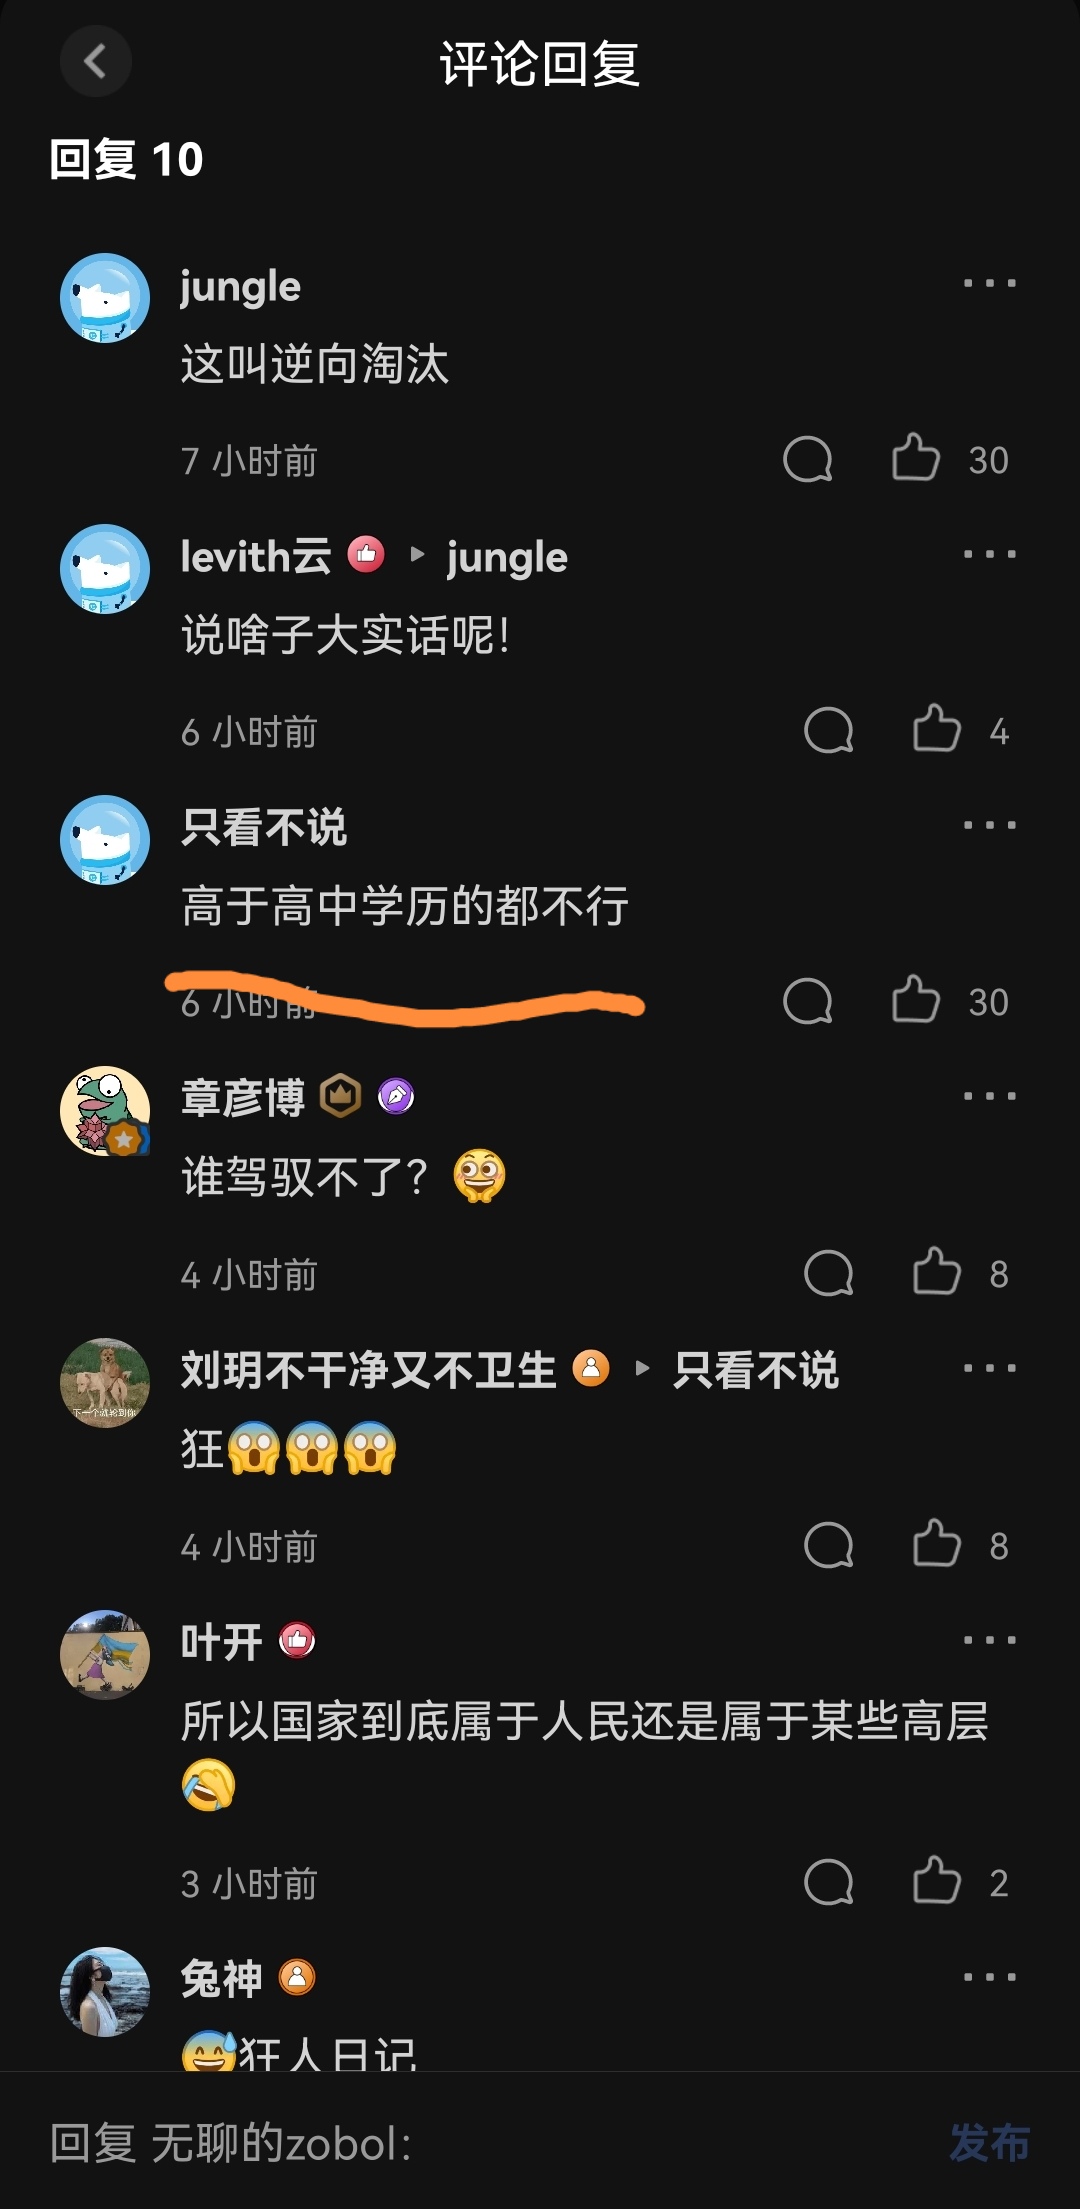 评论回复
回复 10
jungle
这叫逆向淘汰
7 小时前
30
levith云 jungle
说啥子大实话呢！
6 小时前
4
只看不说
高于高中学历的都不行
6 小时前
30
章彦博
谁驾驭不了？
4 小时前
8
刘玥不干净又不卫生 只看不说
下一个就轮到你
狂
4 小时前
8
叶开
所以国家到底属于人民还是属于某些高层
3 小时前
2
兔神
狂人日记
回复 无聊的zobol：
发布